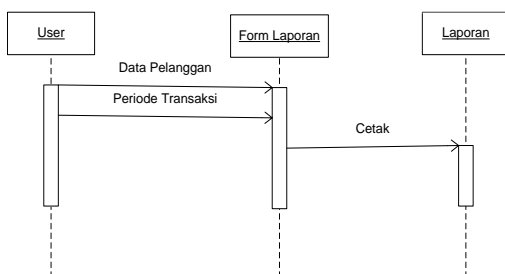 User
Form Laporan
Laporan
Data Pelanggan
Periode Transaksi
Cetak